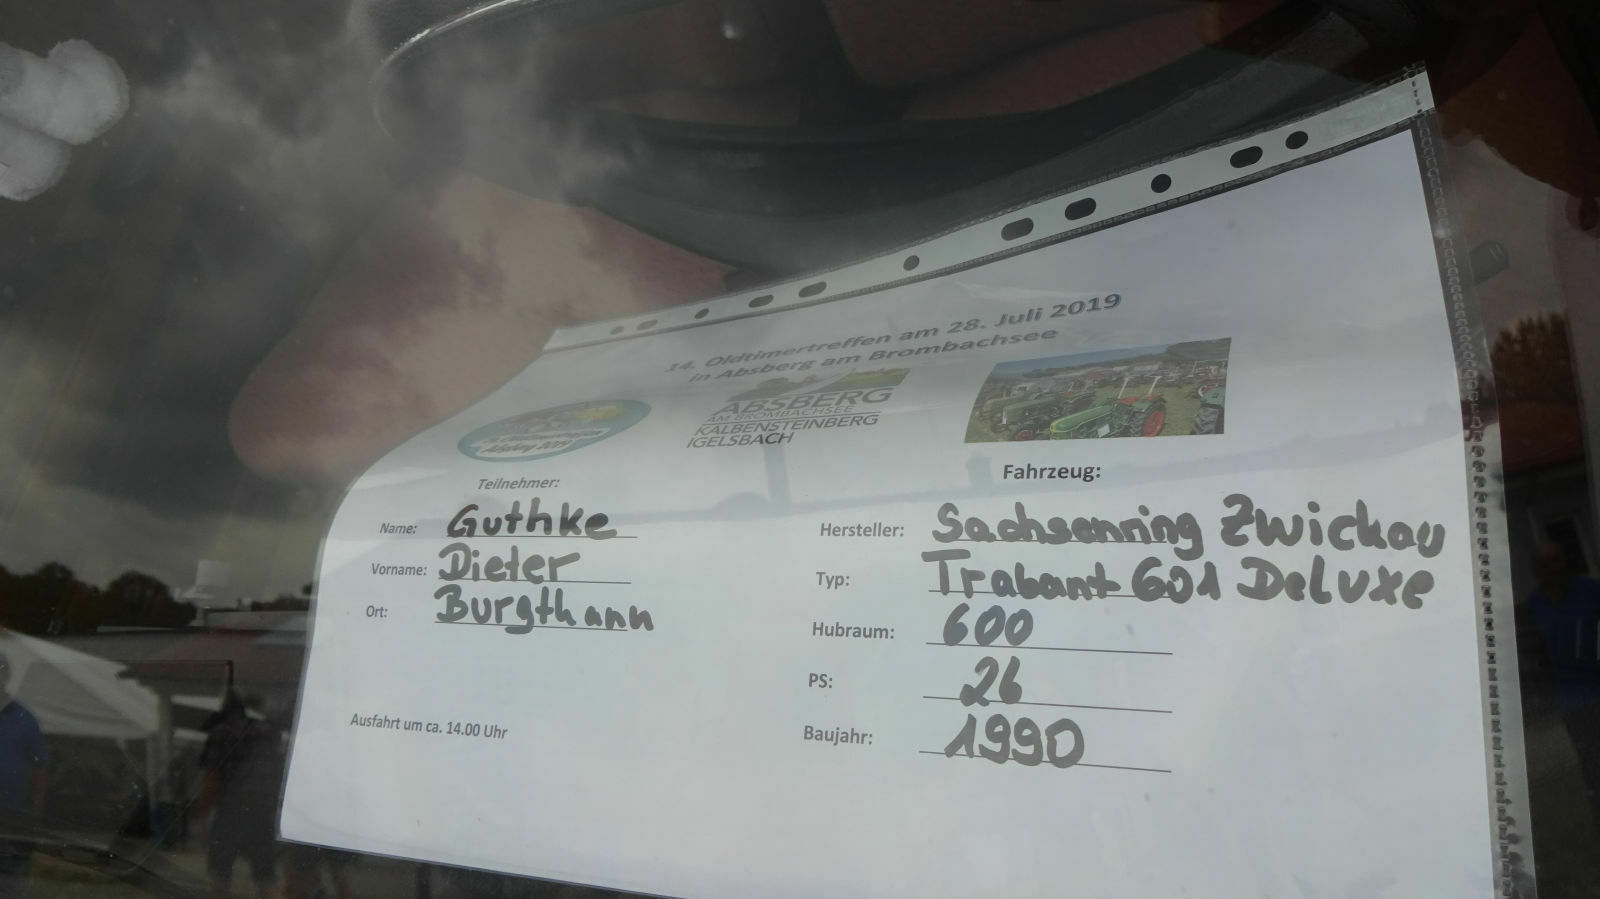 14. Oldtimertreffen am 28. Juli 2019
in Absberg am Brombachsee
Absberg 2019
ABSBERG
AM BROMBACHSEE
KALBENSTEINBERG
IGELSBACH
Teilnehmer:
Name: Guthke
Vorname: Dieter
Ort: Burgthann
Ausfahrt um ca. 14.00 Uhr
Fahrzeug:
Hersteller: Sachsenring Zwickau
Typ: Trabant 601 DeLuxe
Hubraum: 600
PS: 26
Baujahr: 1990